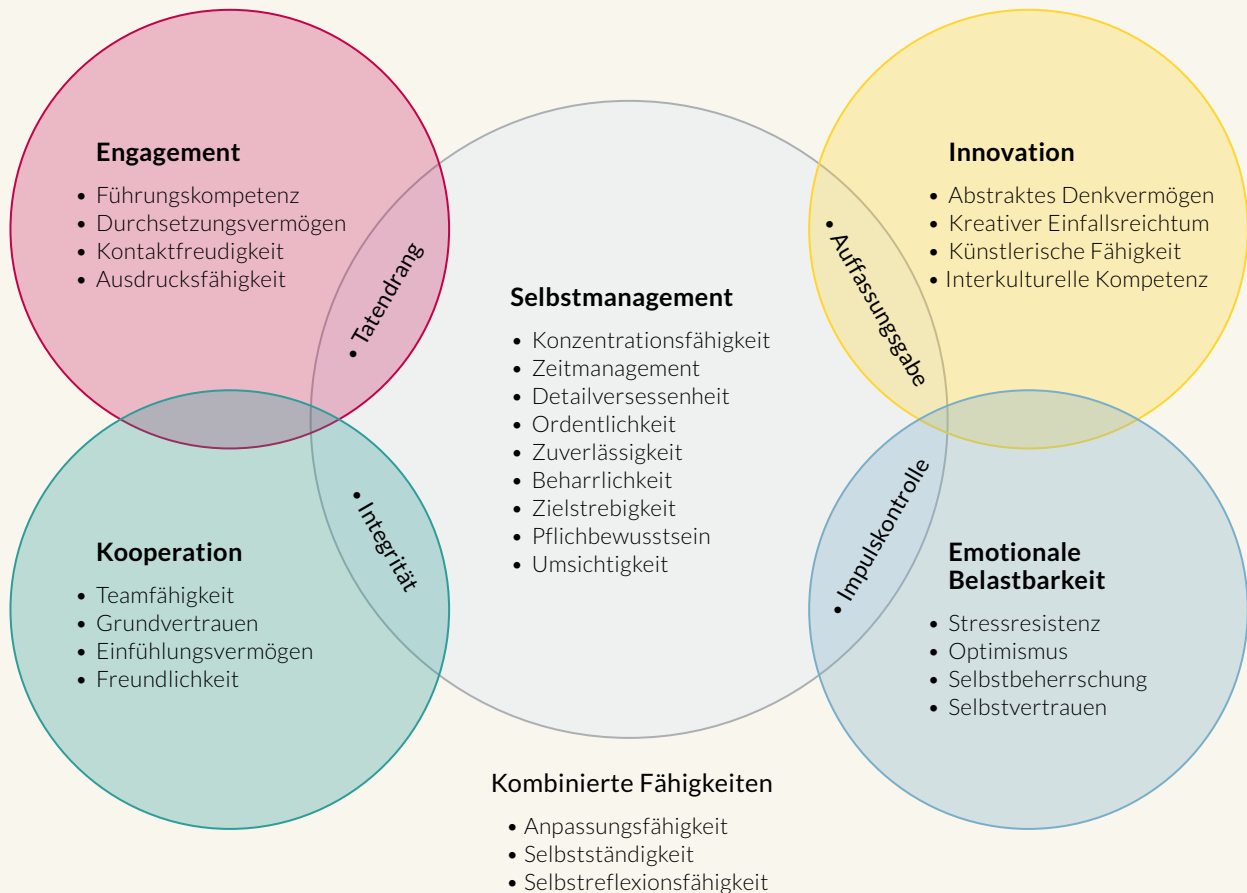 Engagement
• Führungskompetenz
• Durchsetzungsvermögen
• Kontaktfreudigkeit
• Ausdrucksfähigkeit
• Tatendrang
Kooperation
• Teamfähigkeit
• Grundvertrauen
• Einfühlungsvermögen
• Freundlichkeit
• Integrität
Selbstmanagement
• Konzentrationsfähigkeit
• Zeitmanagement
• Detailversessenheit
• Ordentlichkeit
• Zuverlässigkeit
• Beharrlichkeit
• Zielstrebigkeit
• Pflichbewusstsein
• Umsichtigkeit
Innovation
• Abstraktes Denkvermögen
• Kreativer Einfallsreichtum
• Künstlerische Fähigkeit
• Interkulturelle Kompetenz
• Auffassungsgabe
Emotionale
Belastbarkeit
• Stressresistenz
• Optimismus
• Selbstbeherrschung
• Selbstvertrauen
• Impulskontrolle
Kombinierte Fähigkeiten
• Anpassungsfähigkeit
• Selbstständigkeit
• Selbstreflexionsfähigkeit